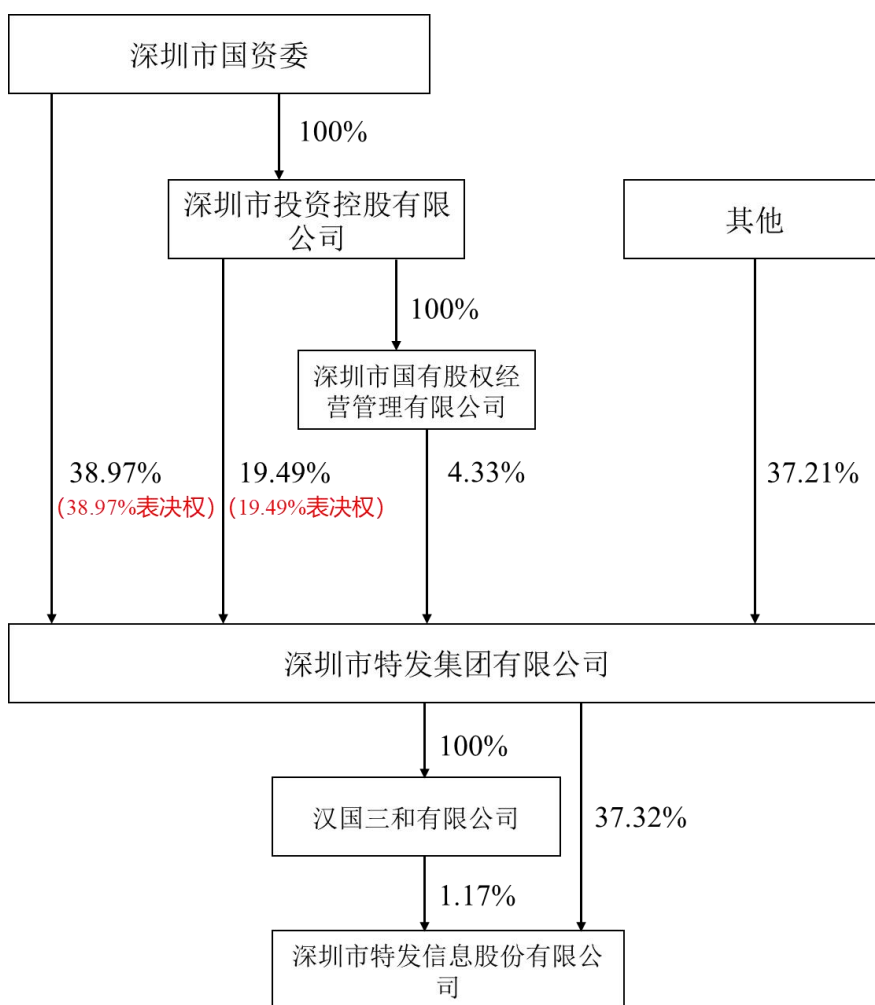 深圳市国资委
100%
深圳市投资控股有限
公司
其他
100%
深圳市国有股权经
营管理有限公司
38.97%
(38.97%表决权)
19.49%
(19.49%表决权)
4.33%
37.21%
深圳市特发集团有限公司
100%
汉国三和有限公司
37.32%
1.17%
深圳市特发信息股份有限公
司